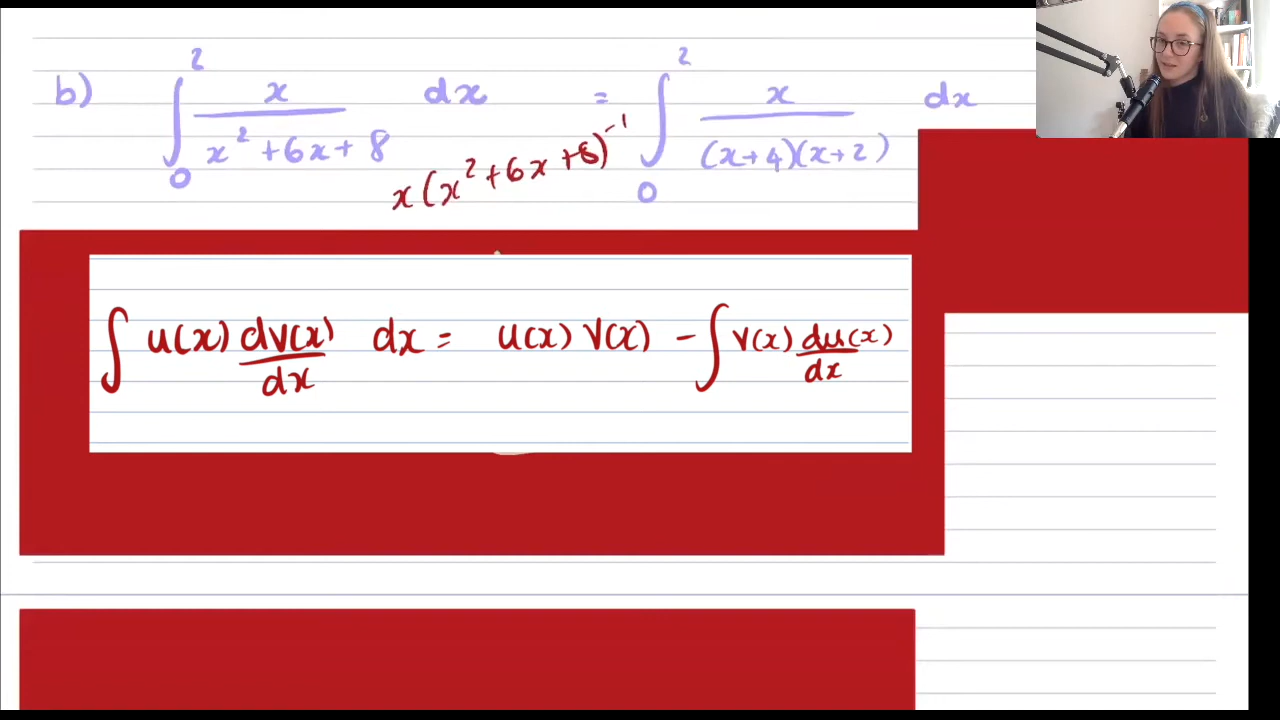 b) ∫₀² x/(x² + 6x + 8) dx = ∫₀² x/((x+4)(x+2)) dx
x(x² + 6x + 8)⁻¹
∫ u(x) dv(x)/dx dx = u(x) v(x) − ∫ v(x) du(x)/dx